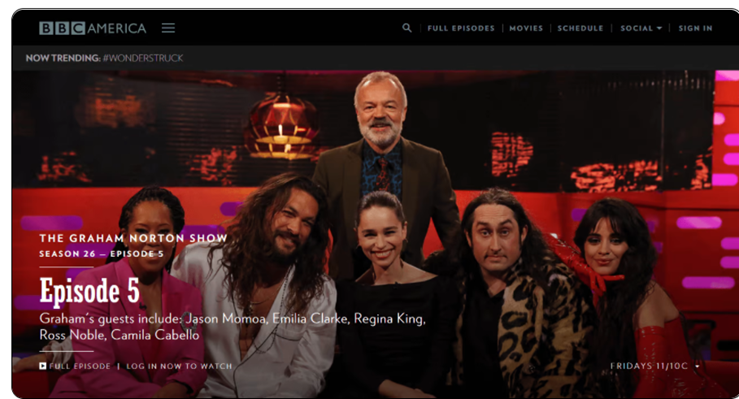 BBC AMERICA
FULL EPISODES | MOVIES | SCHEDULE | SOCIAL | SIGN IN
NOW TRENDING: #WONDERSTRUCK
THE GRAHAM NORTON SHOW
SEASON 26 – EPISODE 5
Episode 5
Graham's guests include: Jason Momoa, Emilia Clarke, Regina King,
Ross Noble, Camila Cabello
FULL EPISODE | LOG IN NOW TO WATCH
FRIDAYS 11/10C